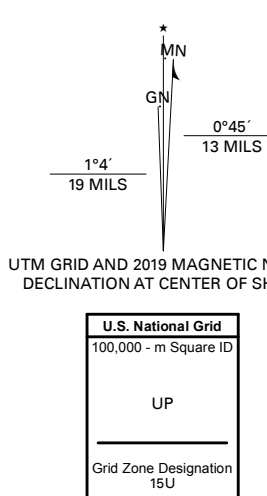 ★
MN
GN
0°45´
13 MILS
1°4´
19 MILS
UTM GRID AND 2019 MAGNETIC N
DECLINATION AT CENTER OF SH
U.S. National Grid
100,000 - m Square ID
UP
Grid Zone Designation
15U